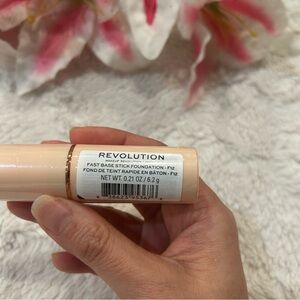 REVOLUTION
MAKEUP REVOLUTION
FAST BASE STICK FOUNDATION - F12
FOND DE TEINT RAPIDE EN BÂTON - F12
NET WT. 0.21 OZ / 6.2 g